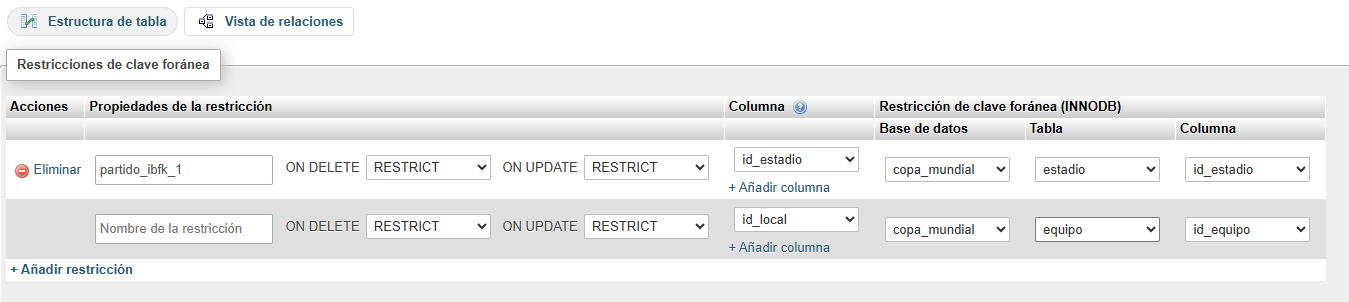 Estructura de tabla
Vista de relaciones
Restricciones de clave foránea
Acciones Propiedades de la restricción Columna Restricción de clave foránea (INNODB)
Base de datos Tabla Columna
Eliminar partido_ibfk_1 ON DELETE RESTRICT ON UPDATE RESTRICT id_estadio copa_mundial estadio id_estadio
+ Añadir columna
Nombre de la restricción ON DELETE RESTRICT ON UPDATE RESTRICT id_local copa_mundial equipo id_equipo
+ Añadir columna
+ Añadir restricción